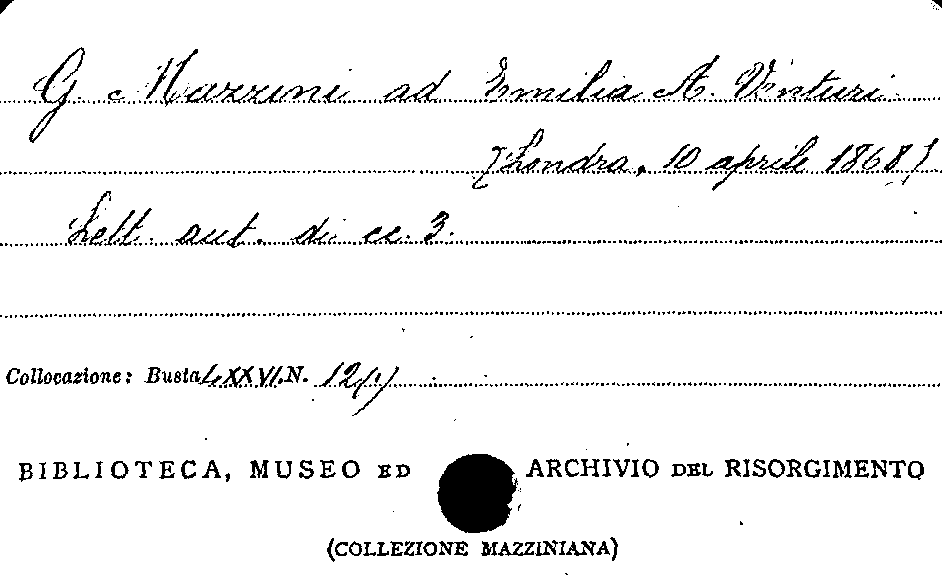 G. Mazzini ad Emilia A. Venturi
[Londra, 10 aprile 1868]
Lett. aut. di cc. 3.
Collocazione: Busta LXXVI. N. 12(1)
BIBLIOTECA, MUSEO ED ARCHIVIO DEL RISORGIMENTO
(COLLEZIONE MAZZINIANA)